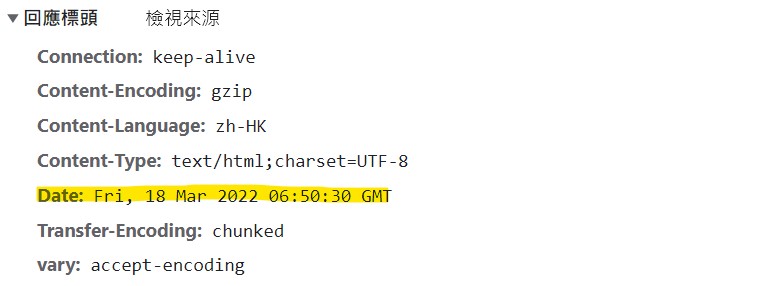 ▼回應標頭 檢視來源
Connection: keep-alive
Content-Encoding: gzip
Content-Language: zh-HK
Content-Type: text/html;charset=UTF-8
Date: Fri, 18 Mar 2022 06:50:30 GMT
Transfer-Encoding: chunked
vary: accept-encoding